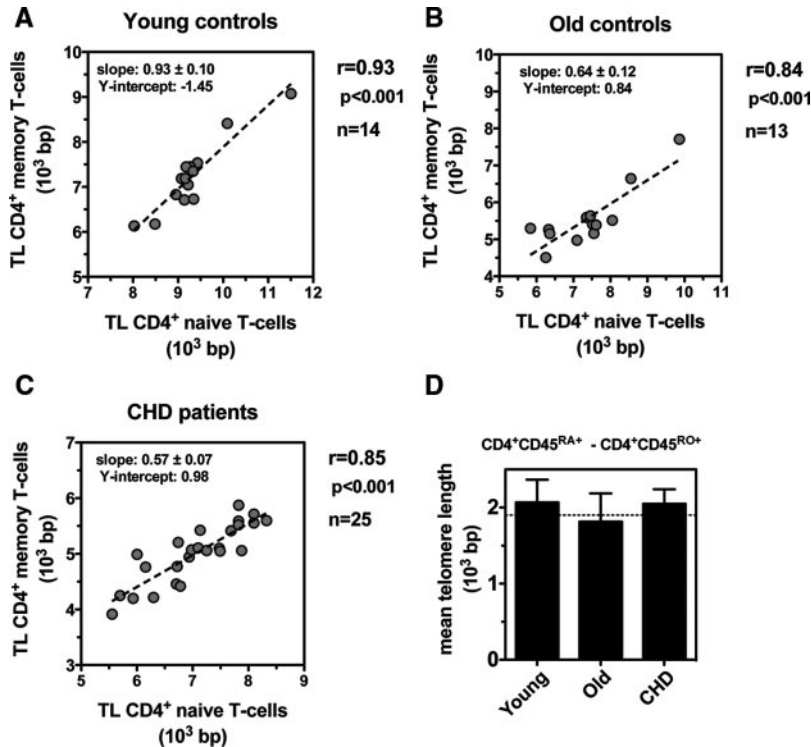 A
Young controls
slope: 0.93 ± 0.10
Y-intercept: -1.45
r=0.93
p<0.001
n=14
TL CD4⁺ memory T-cells
(10³ bp)
10
9
8
7
6
5
7 8 9 10 11 12
TL CD4⁺ naive T-cells
(10³ bp)
B
Old controls
slope: 0.64 ± 0.12
Y-intercept: 0.84
r=0.84
p<0.001
n=13
TL CD4⁺ memory T-cells
(10³ bp)
10
9
8
7
6
5
4
5 6 7 8 9 10 11
TL CD4⁺ naive T-cells
(10³ bp)
C
CHD patients
slope: 0.57 ± 0.07
Y-intercept: 0.98
r=0.85
p<0.001
n=25
TL CD4⁺ memory T-cells
(10³ bp)
7
6
5
4
3
5 6 7 8 9
TL CD4⁺ naive T-cells
(10³ bp)
D
CD4⁺CD45ᴿᴬ⁺ - CD4⁺CD45ᴿᴼ⁺
mean telomere length
(10³ bp)
2
1
0
Young
Old
CHD